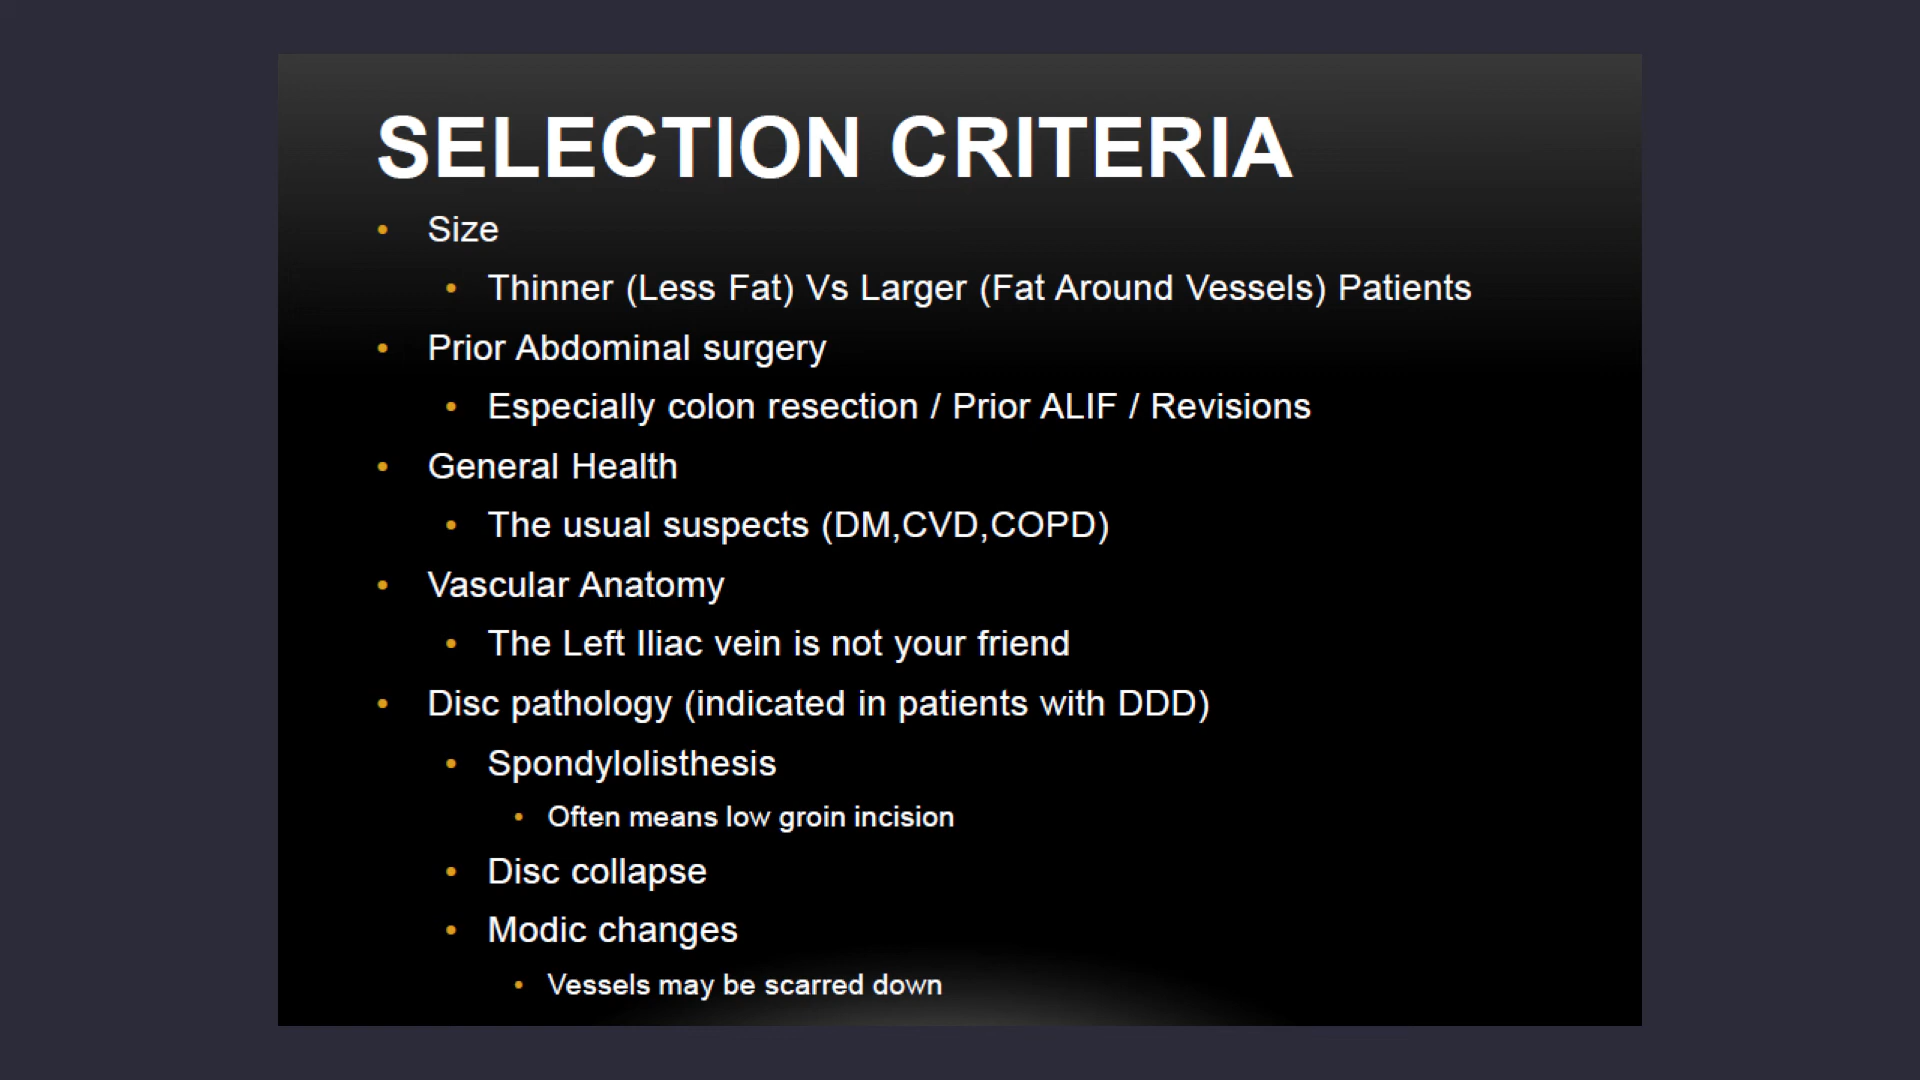 SELECTION CRITERIA
• Size
• Thinner (Less Fat) Vs Larger (Fat Around Vessels) Patients
• Prior Abdominal surgery
• Especially colon resection / Prior ALIF / Revisions
• General Health
• The usual suspects (DM,CVD,COPD)
• Vascular Anatomy
• The Left Iliac vein is not your friend
• Disc pathology (indicated in patients with DDD)
• Spondylolisthesis
• Often means low groin incision
• Disc collapse
• Modic changes
• Vessels may be scarred down